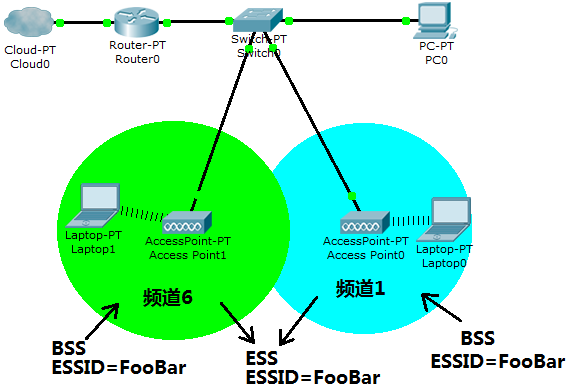 Cloud-PT
Cloud0
Router-PT
Router0
Switch-PT
Switch0
PC-PT
PC0
Laptop-PT
Laptop1
AccessPoint-PT
Access Point1
AccessPoint-PT
Access Point0
Laptop-PT
Laptop0
频道6
频道1
BSS
ESSID=FooBar
ESS
ESSID=FooBar
BSS
ESSID=FooBar